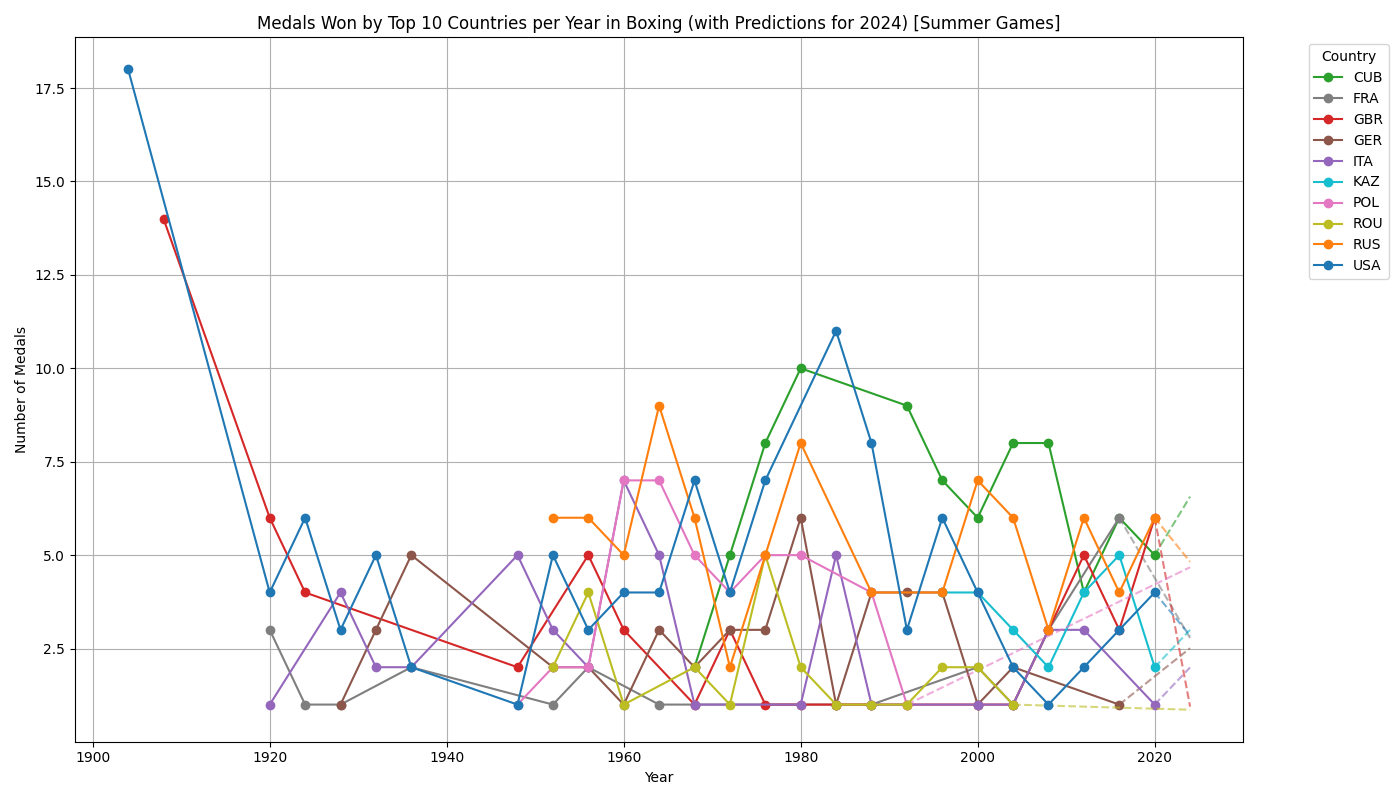 Medals Won by Top 10 Countries per Year in Boxing (with Predictions for 2024) [Summer Games]
Number of Medals
17.5
15.0
12.5
10.0
7.5
5.0
2.5
1900 1920 1940 1960 1980 2000 2020
Year
Country
CUB
FRA
GBR
GER
ITA
KAZ
POL
ROU
RUS
USA